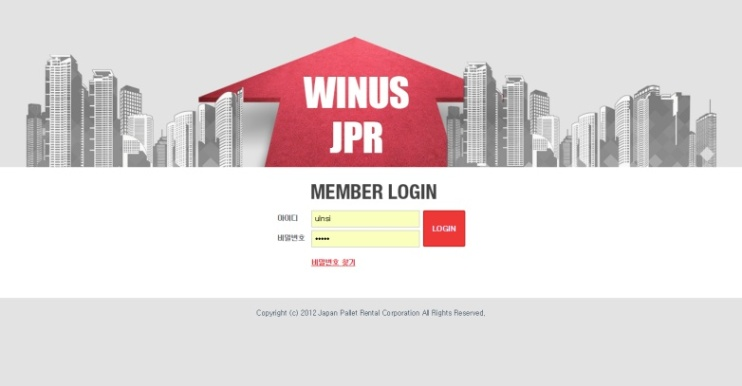 WINUS
JPR
MEMBER LOGIN
아이디 ulnsl
비밀번호 •••••
LOGIN
비밀번호 찾기
Copyright (c) 2012 Japan Pallet Rental Corporation All Rights Reserved.